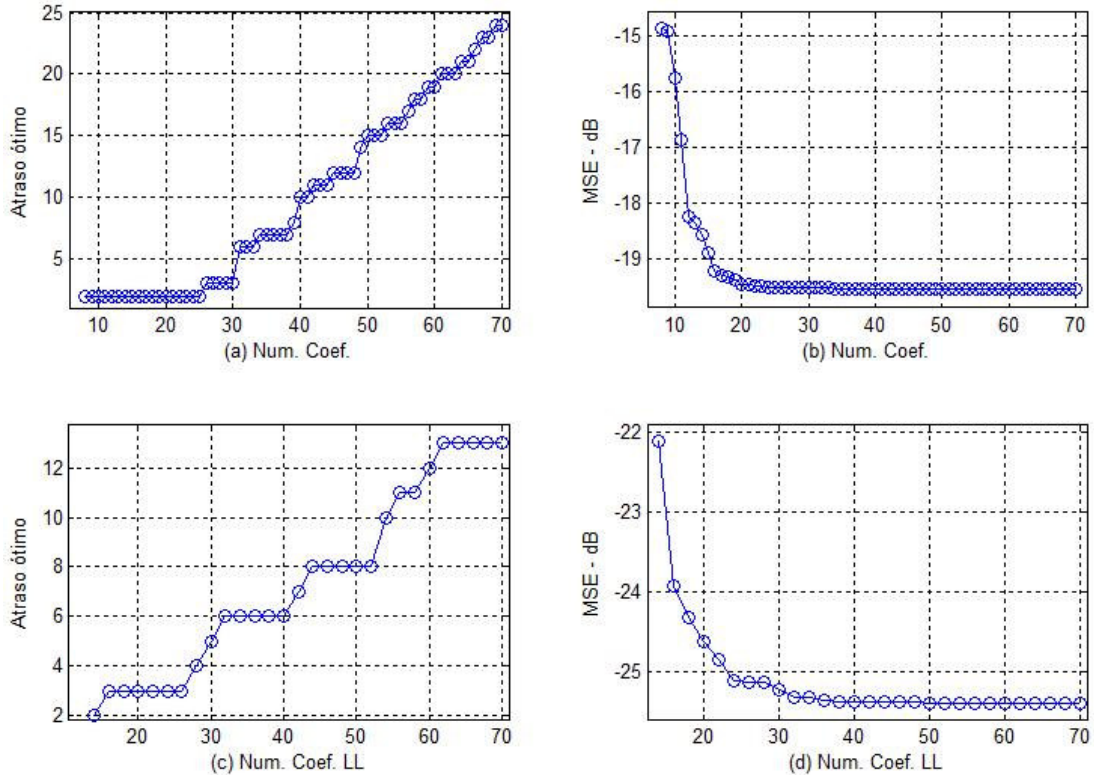 25
20
15
10
5
Atraso ótimo
10 20 30 40 50 60 70
(a) Num. Coef.
-15
-16
-17
-18
-19
MSE - dB
10 20 30 40 50 60 70
(b) Num. Coef.
12
10
8
6
4
2
Atraso ótimo
20 30 40 50 60 70
(c) Num. Coef. LL
-22
-23
-24
-25
MSE - dB
20 30 40 50 60 70
(d) Num. Coef. LL